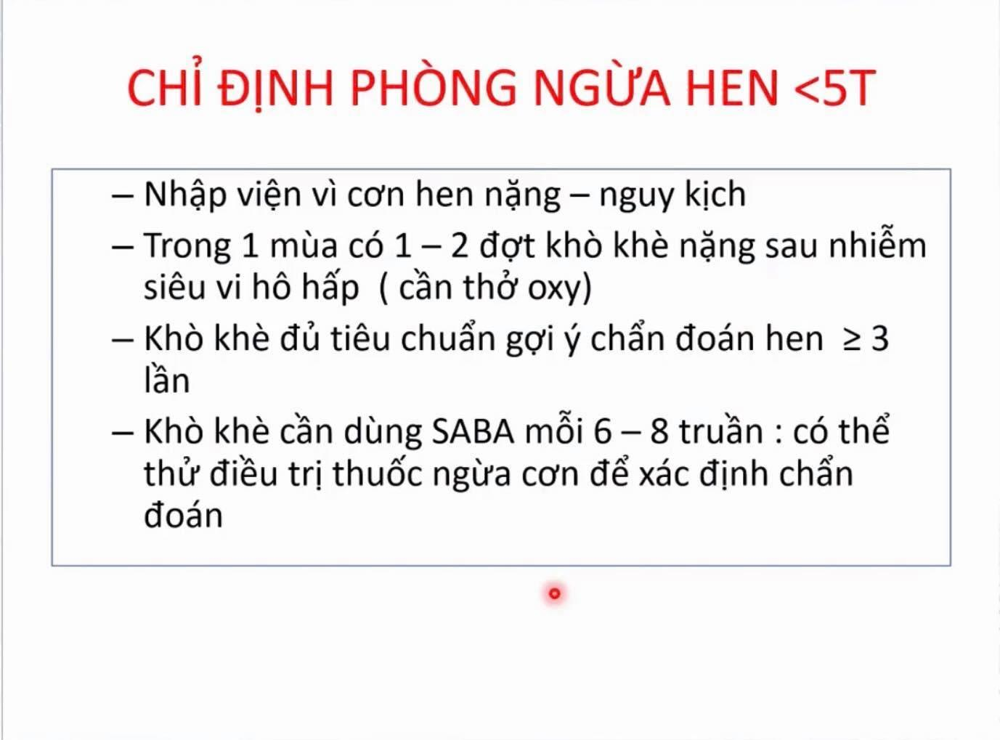 CHỈ ĐỊNH PHÒNG NGỪA HEN <5T
– Nhập viện vì cơn hen nặng – nguy kịch
– Trong 1 mùa có 1 – 2 đợt khò khè nặng sau nhiễm
siêu vi hô hấp ( cần thở oxy)
– Khò khè đủ tiêu chuẩn gợi ý chẩn đoán hen ≥ 3
lần
– Khò khè cần dùng SABA mỗi 6 – 8 truần : có thể
thử điều trị thuốc ngừa cơn để xác định chẩn
đoán